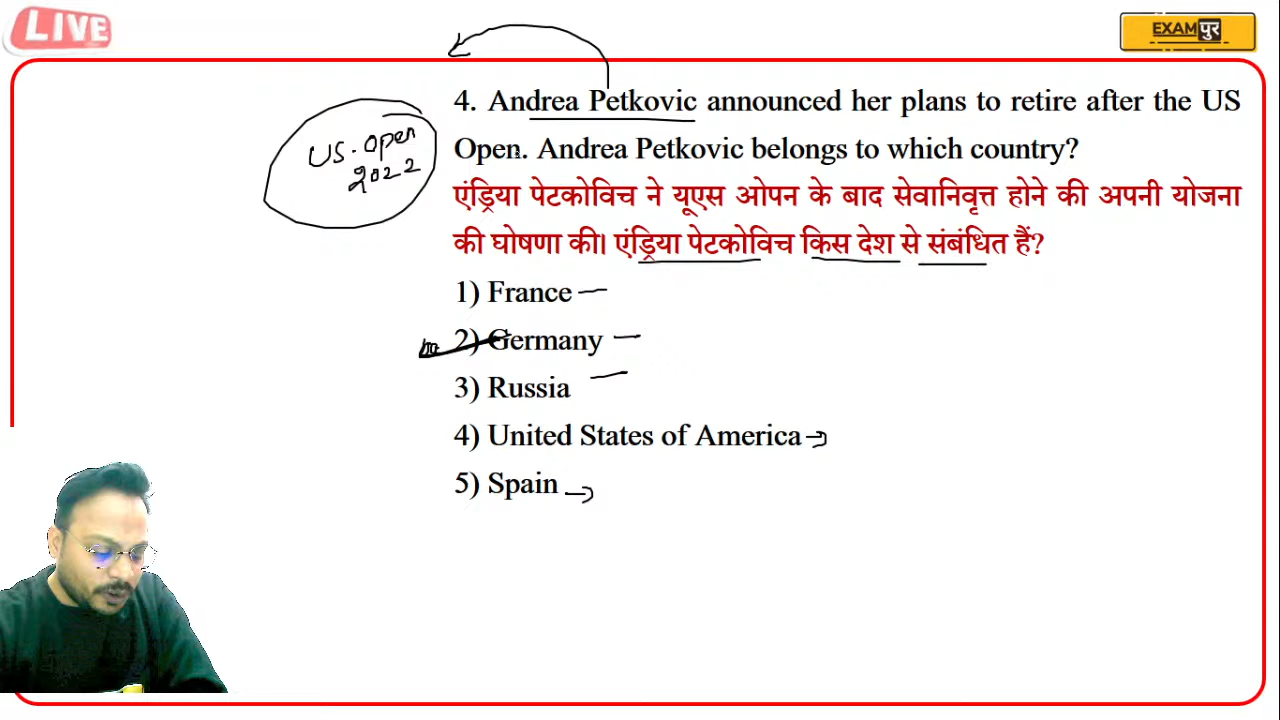 LIVE
EXAMपुर
4. Andrea Petkovic announced her plans to retire after the US
Open. Andrea Petkovic belongs to which country?
US. Open
2022
एंड्रिया पेटकोविच ने यूएस ओपन के बाद सेवानिवृत्त होने की अपनी योजना
की घोषणा की। एंड्रिया पेटकोविच किस देश से संबंधित हैं?
1) France
2) Germany
3) Russia
4) United States of America
5) Spain